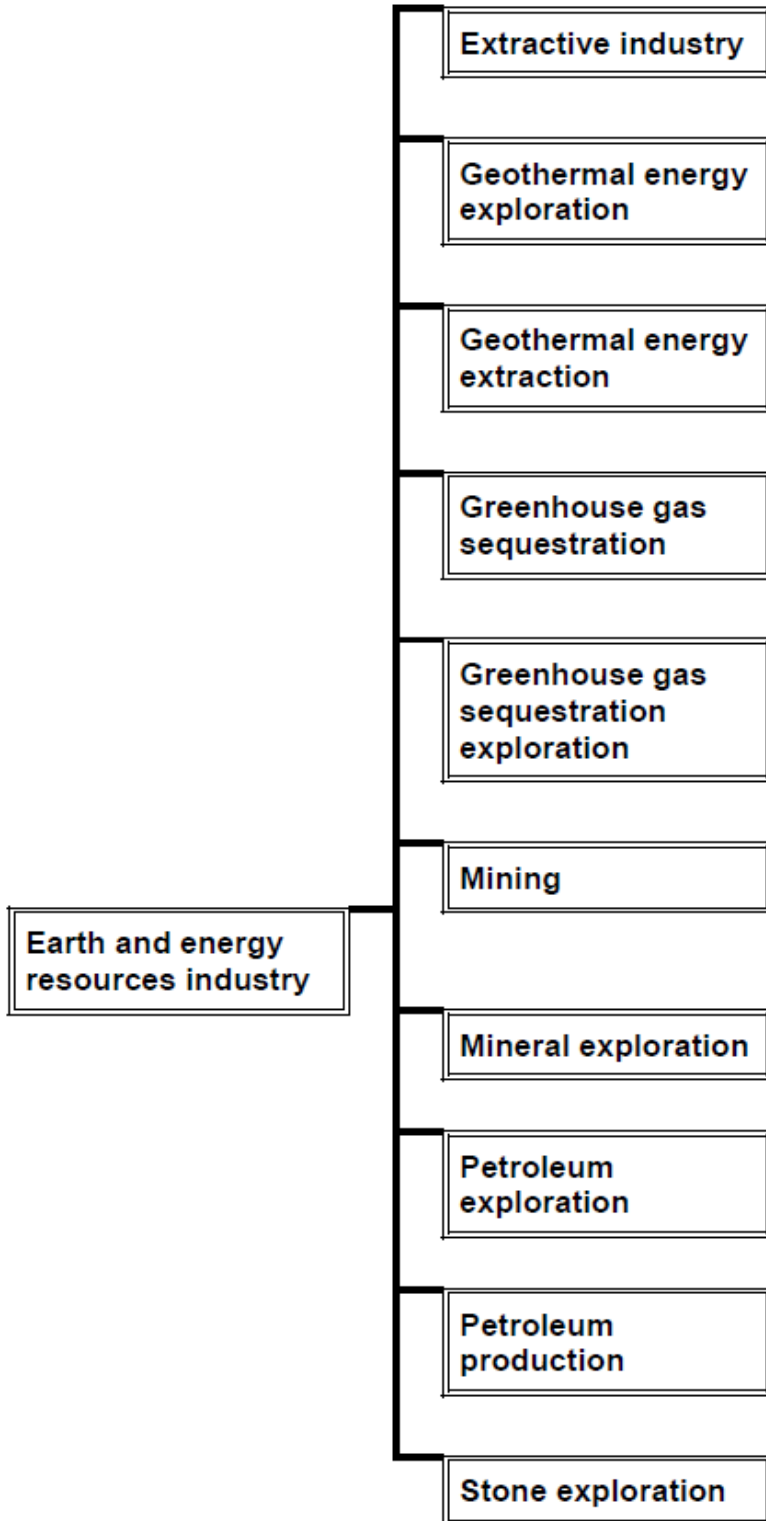 Extractive industry
Geothermal energy
exploration
Geothermal energy
extraction
Greenhouse gas
sequestration
Greenhouse gas
sequestration
exploration
Mining
Earth and energy
resources industry
Mineral exploration
Petroleum
exploration
Petroleum
production
Stone exploration